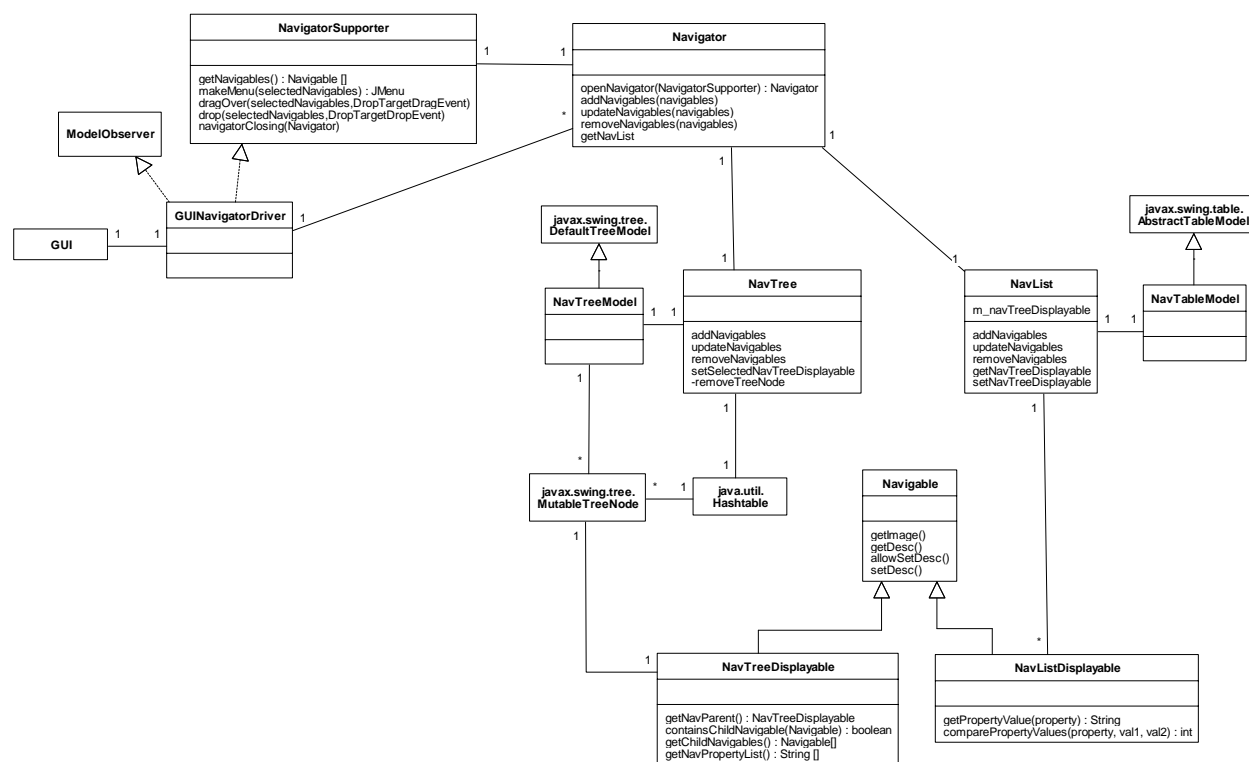 NavigatorSupporter
getNavigables() : Navigable []
makeMenu(selectedNavigables) : JMenu
dragOver(selectedNavigables,DropTargetDragEvent)
drop(selectedNavigables,DropTargetDropEvent)
navigatorClosing(Navigator)
1
1
Navigator
openNavigator(NavigatorSupporter) : Navigator
addNavigables(navigables)
updateNavigables(navigables)
removeNavigables(navigables)
getNavList
*
1
1
ModelObserver
GUINavigatorDriver
1
GUI
1
1
javax.swing.tree.
DefaultTreeModel
javax.swing.table.
AbstractTableModel
1
1
NavTreeModel
1
1
NavTree
addNavigables
updateNavigables
removeNavigables
setSelectedNavTreeDisplayable
-removeTreeNode
NavList
m_navTreeDisplayable
addNavigables
updateNavigables
removeNavigables
getNavTreeDisplayable
setNavTreeDisplayable
1
1
NavTableModel
1
1
1
*
1
javax.swing.tree.
MutableTreeNode
*
1
java.util.
Hashtable
1
Navigable
getImage()
getDesc()
allowSetDesc()
setDesc()
1
*
NavTreeDisplayable
getNavParent() : NavTreeDisplayable
containsChildNavigable(Navigable) : boolean
getChildNavigables() : Navigable[]
getNavPropertyList() : String []
NavListDisplayable
getPropertyValue(property) : String
comparePropertyValues(property, val1, val2) : int